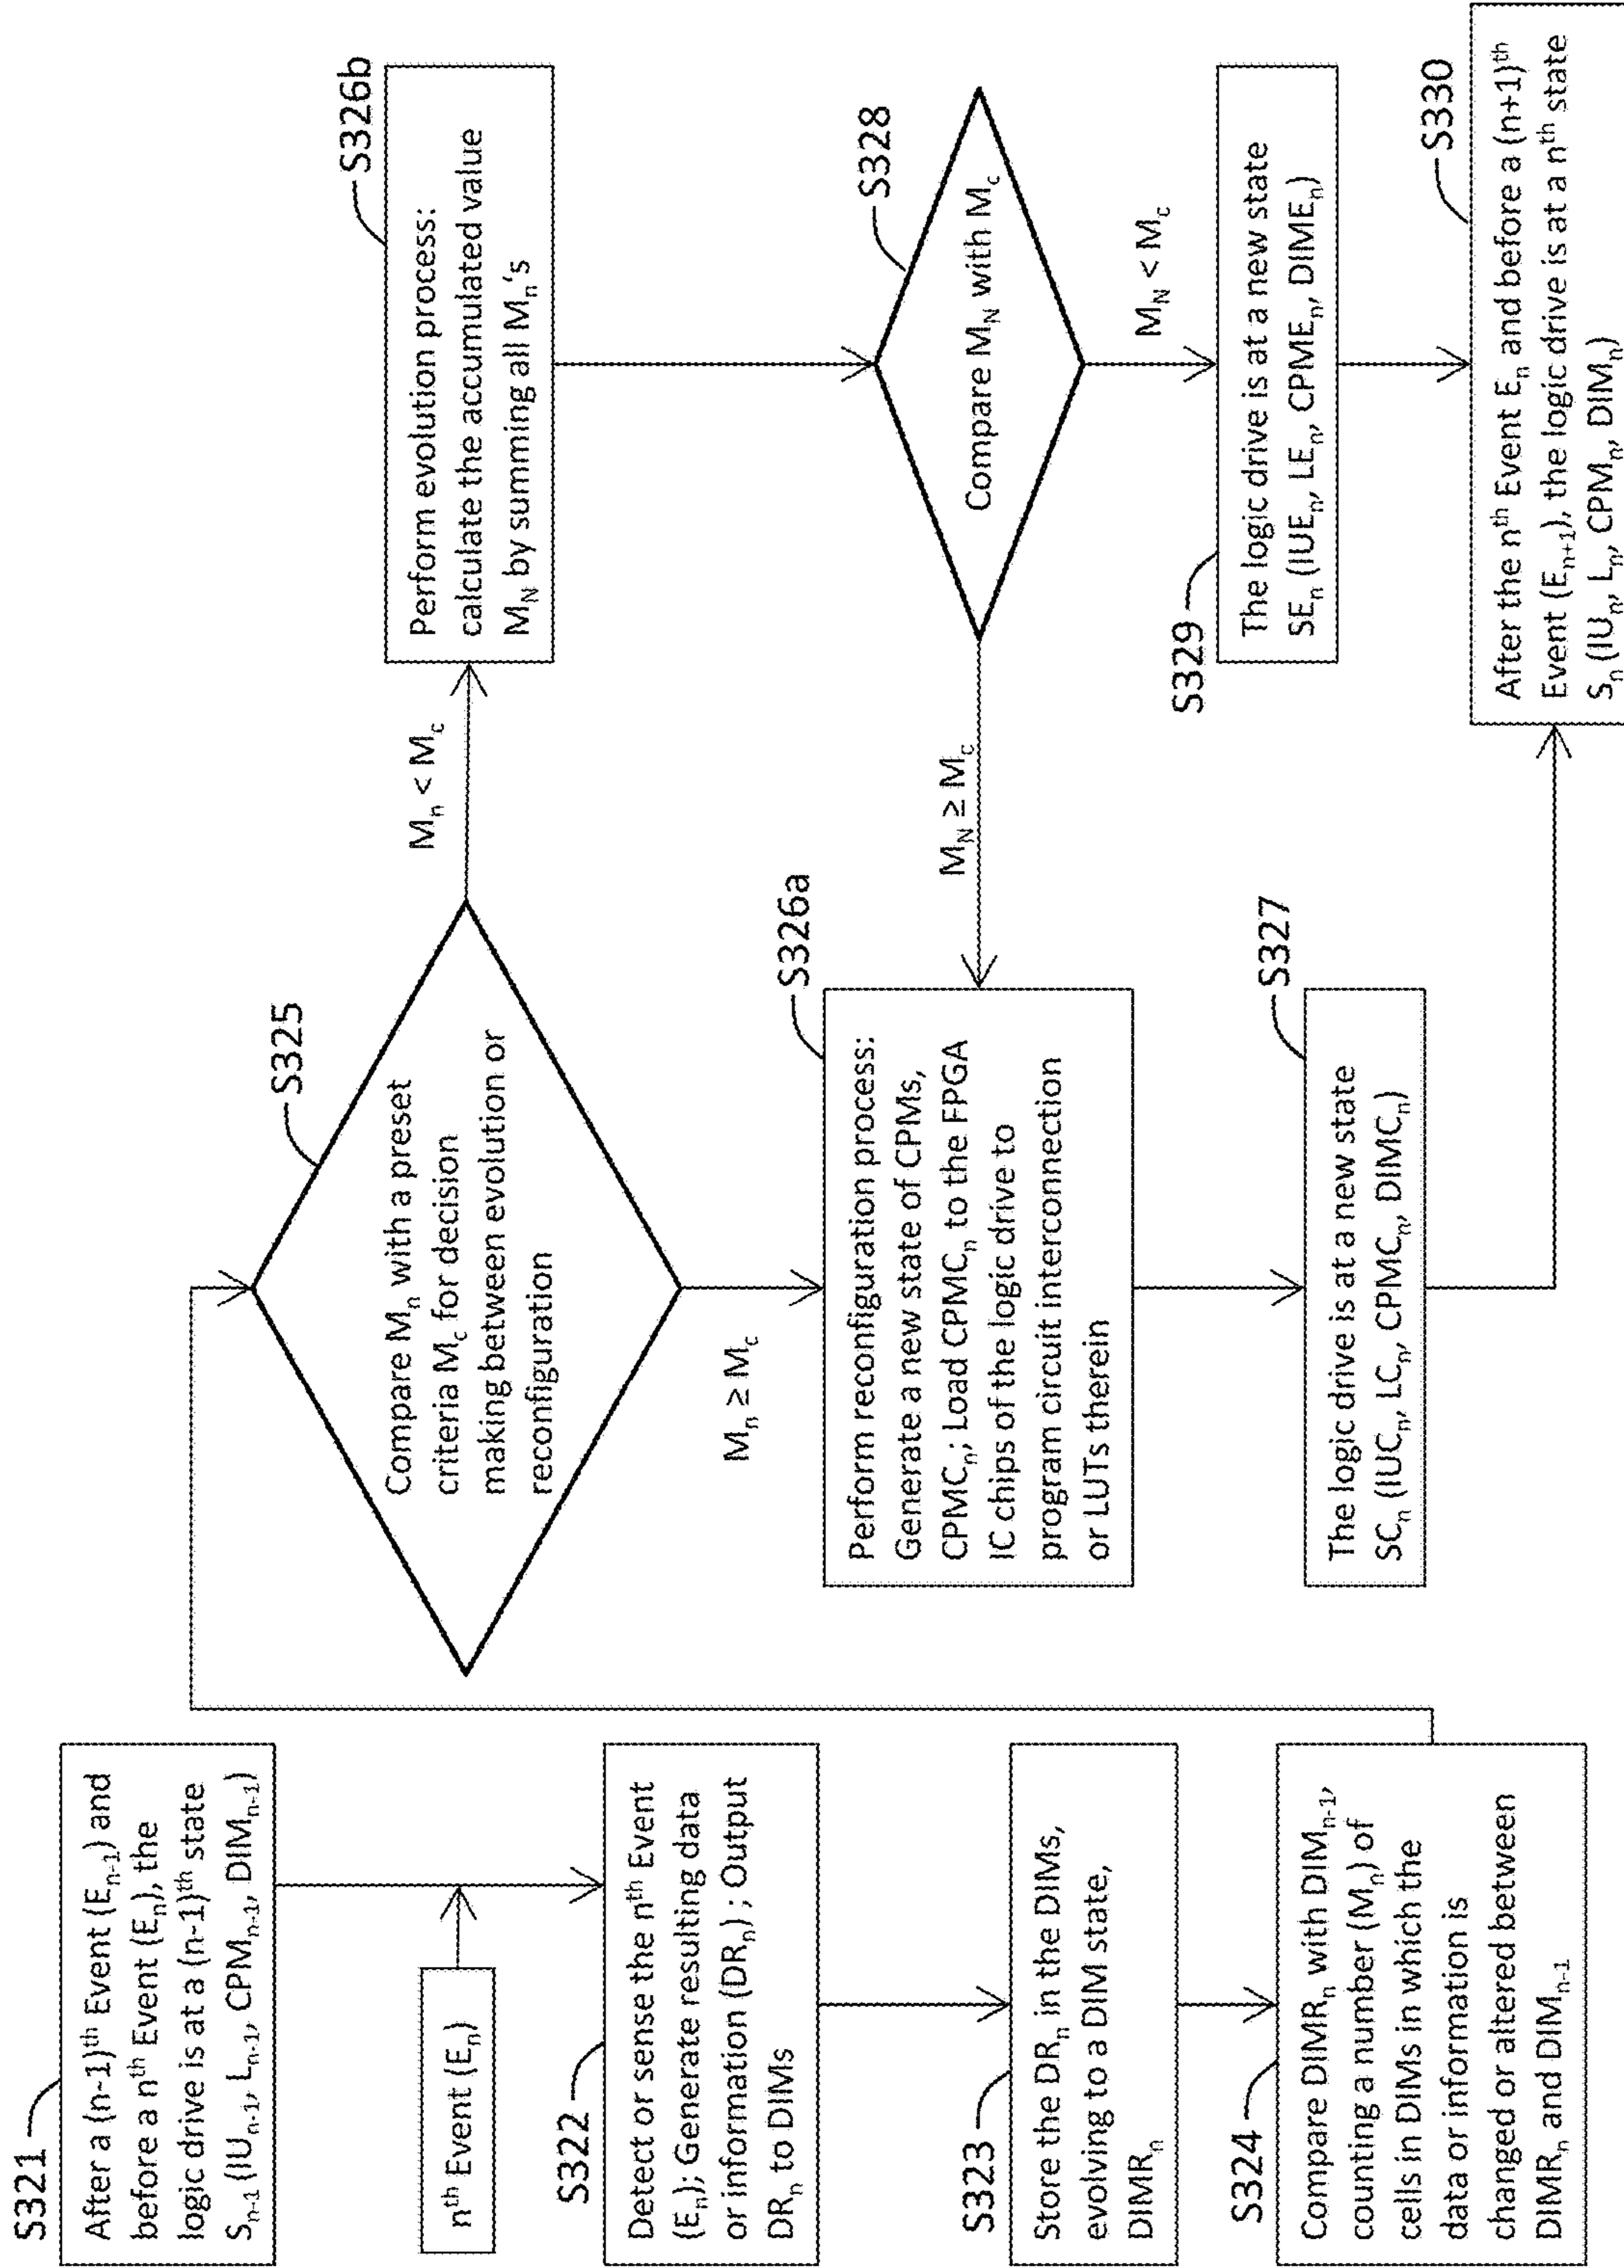 S321
After a (n-1)th Event (En-1) and
before a nth Event (En), the
logic drive is at a (n-1)th state
Sn-1 (IUn-1, Ln-1, CPMn-1, DIMn-1)
nth Event (En)
S322
Detect or sense the nth Event
(En); Generate resulting data
or information (DRn) ; Output
DRn to DIMs
S323
Store the DRn in the DIMs,
evolving to a DIM state,
DIMRn
S324
Compare DIMRn with DIMn-1,
counting a number (Mn) of
cells in DIMs in which the
data or information is
changed or altered between
DIMRn and DIMn-1
S325
Compare Mn with a preset
criteria Mc for decision
making between evolution or
reconfiguration
Mn ≥ Mc
S326a
Perform reconfiguration process:
Generate a new state of CPMs,
CPMCn; Load CPMCn to the FPGA
IC chips of the logic drive to
program circuit interconnection
or LUTs therein
S327
The logic drive is at a new state
SCn (IUCn, LCn, CPMCn, DIMCn)
Mn < Mc
S326b
Perform evolution process:
calculate the accumulated value
MN by summing all Mn‘s
S328
Compare MN with Mc
MN ≥ Mc
MN < Mc
S329
The logic drive is at a new state
SEn (IUEn, LEn, CPMEn, DIMEn)
S330
After the nth Event En and before a (n+1)th
Event (En+1), the logic drive is at a nth state
Sn (IUn, Ln, CPMn, DIMn)